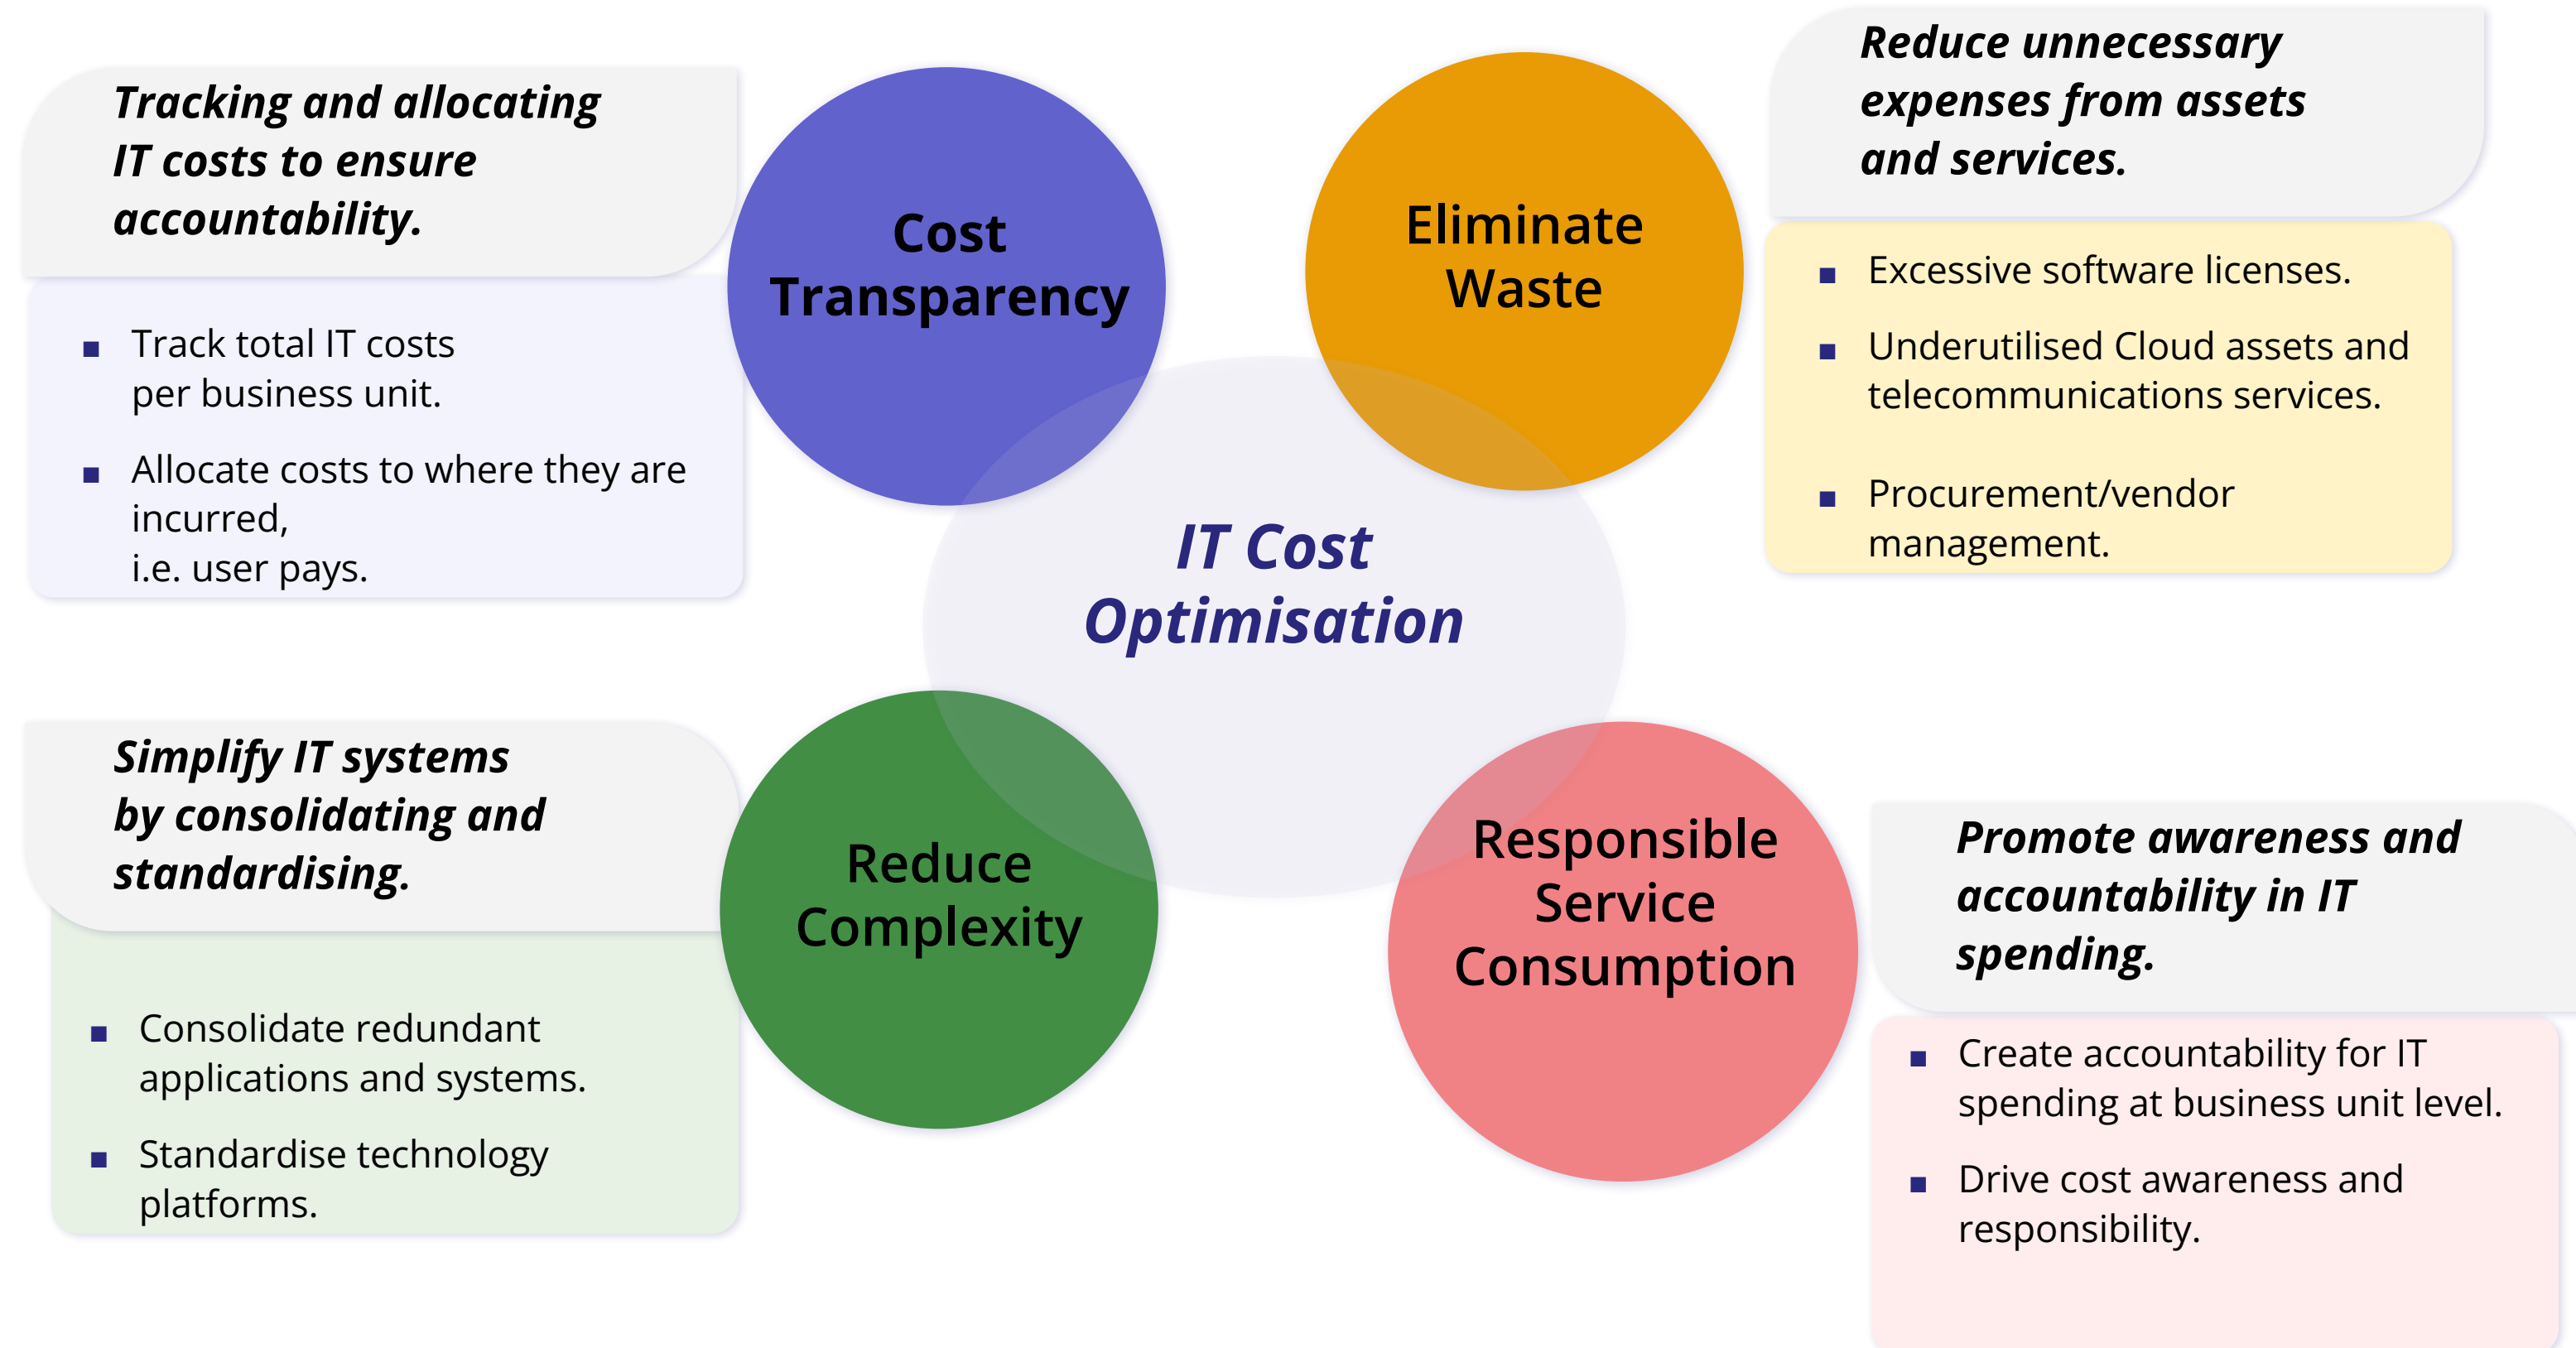 Tracking and allocating
IT costs to ensure
accountability.
Track total IT costs
per business unit.
Allocate costs to where they are
incurred,
i.e. user pays.
Cost
Transparency
Eliminate
Waste
Reduce unnecessary
expenses from assets
and services.
Excessive software licenses.
Underutilised Cloud assets and
telecommunications services.
Procurement/vendor
management.
IT Cost
Optimisation
Simplify IT systems
by consolidating and
standardising.
Consolidate redundant
applications and systems.
Standardise technology
platforms.
Reduce
Complexity
Responsible
Service
Consumption
Promote awareness and
accountability in IT
spending.
Create accountability for IT
spending at business unit level.
Drive cost awareness and
responsibility.